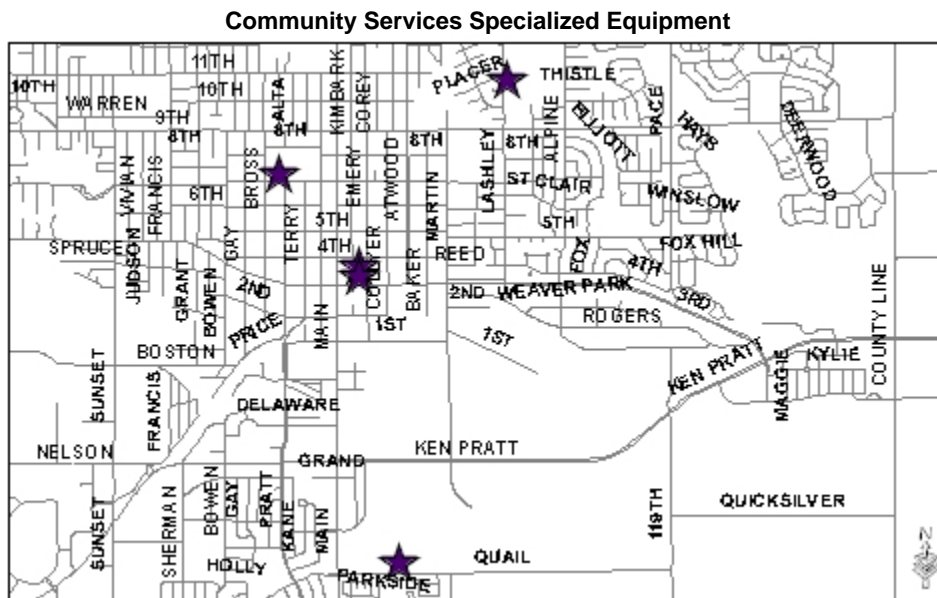 Community Services Specialized Equipment
11TH
10TH
10TH
WARREN
9TH
8TH
8TH
KIMBARK
COREY
PLACER
THISTLE
ALPINE
ELLIOTT
PACE
HAYS
DEERWOOD
VIVIAN
FRANCIS
6TH
BROSS
EMERY
ATWOOD
8TH
MARTIN
LASHLEY
8TH
ST CLAIR
WINSLOW
5TH
5TH
4TH
SPRUCE
JUDSON
GRANT
BOWEN
GAY
2ND
TERRY
COLLYER
BAKER
REED
FOX
FOX HILL
4TH
3RD
2ND
WEAVER PARK
ROGERS
PRICE
MAIN
1ST
1ST
BOSTON
KEN PRATT
MAGGIE
KYLIE
COUNTY LINE
SUNSET
FRANCIS
DELAWARE
NELSON
GRAND
KEN PRATT
SUNSET
SHERMAN
BOWEN
GAY
PRATT
KANE
MAIN
119TH
QUICKSILVER
HOLLY
PARKSIDE
QUAIL